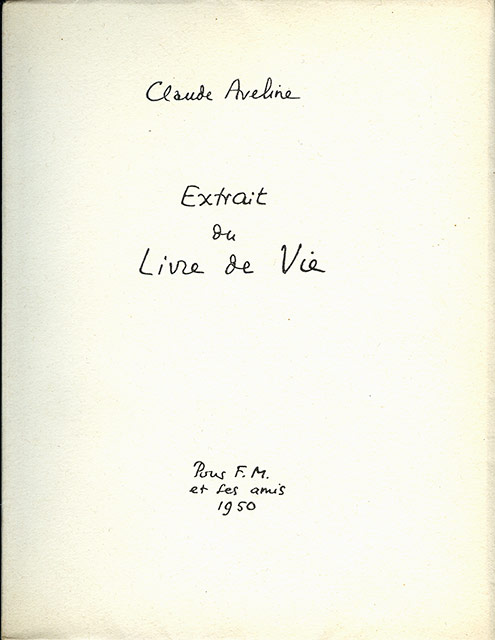 Claude Aveline
Extrait
du
Livre de Vie
Pour F.M.
et ses amis
1950